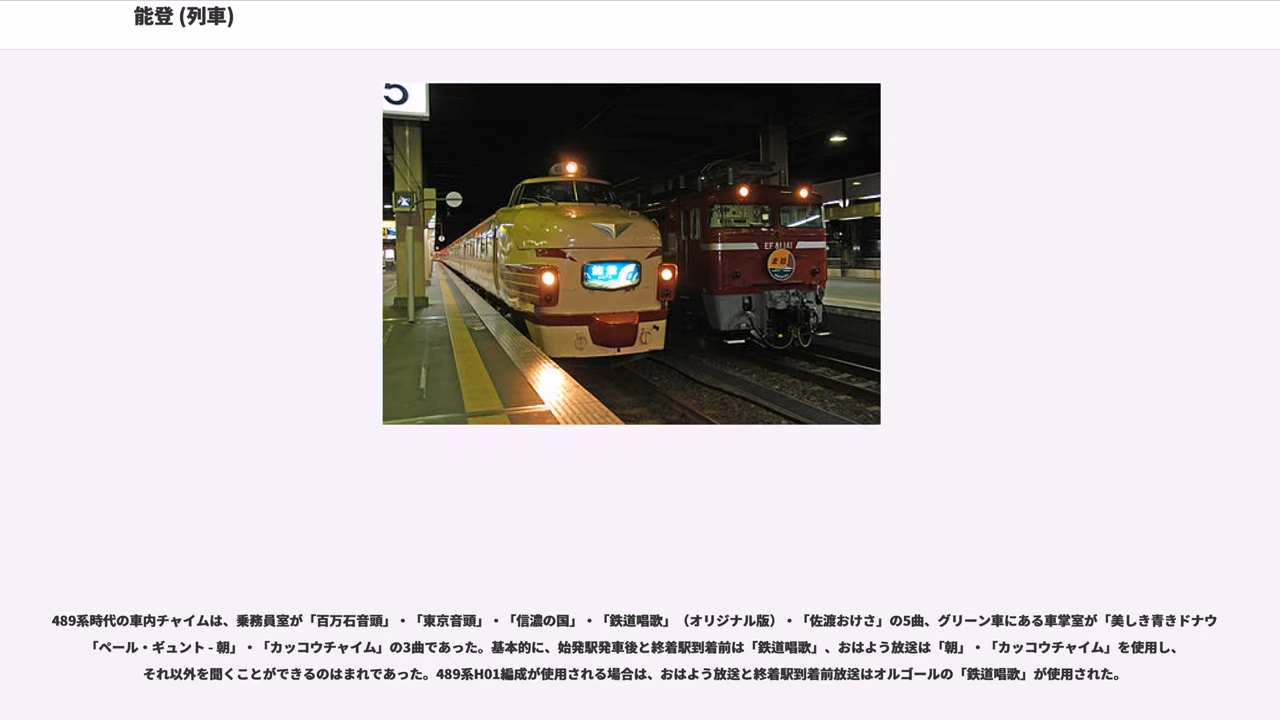 能登 (列車)
5
能登
EF 81 141
北陸
489系時代の車内チャイムは、乗務員室が「百万石音頭」・「東京音頭」・「信濃の国」・「鉄道唱歌」（オリジナル版）・「佐渡おけさ」の5曲、グリーン車にある車掌室が「美しき青きドナウ
「ペール・ギュント - 朝」・「カッコウチャイム」の3曲であった。基本的に、始発駅発車後と終着駅到着前は「鉄道唱歌」、おはよう放送は「朝」・「カッコウチャイム」を使用し、
それ以外を聞くことができるのはまれであった。489系H01編成が使用される場合は、おはよう放送と終着駅到着前放送はオルゴールの「鉄道唱歌」が使用された。